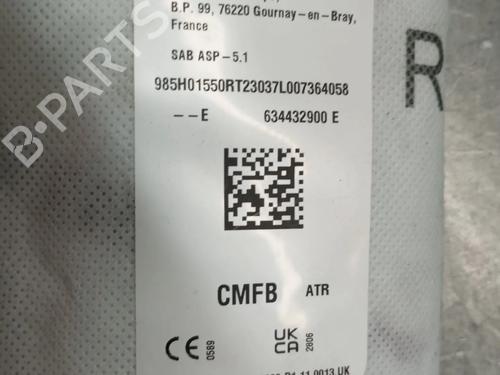 B.P. 99, 76220 Gournay-en-Bray,
France
SAB ASP-5.1
985H01550RT23037L007364058
--E 634432900 E
R
CMFB ATR
CE 0589
UK CA 2806
B-PARTS